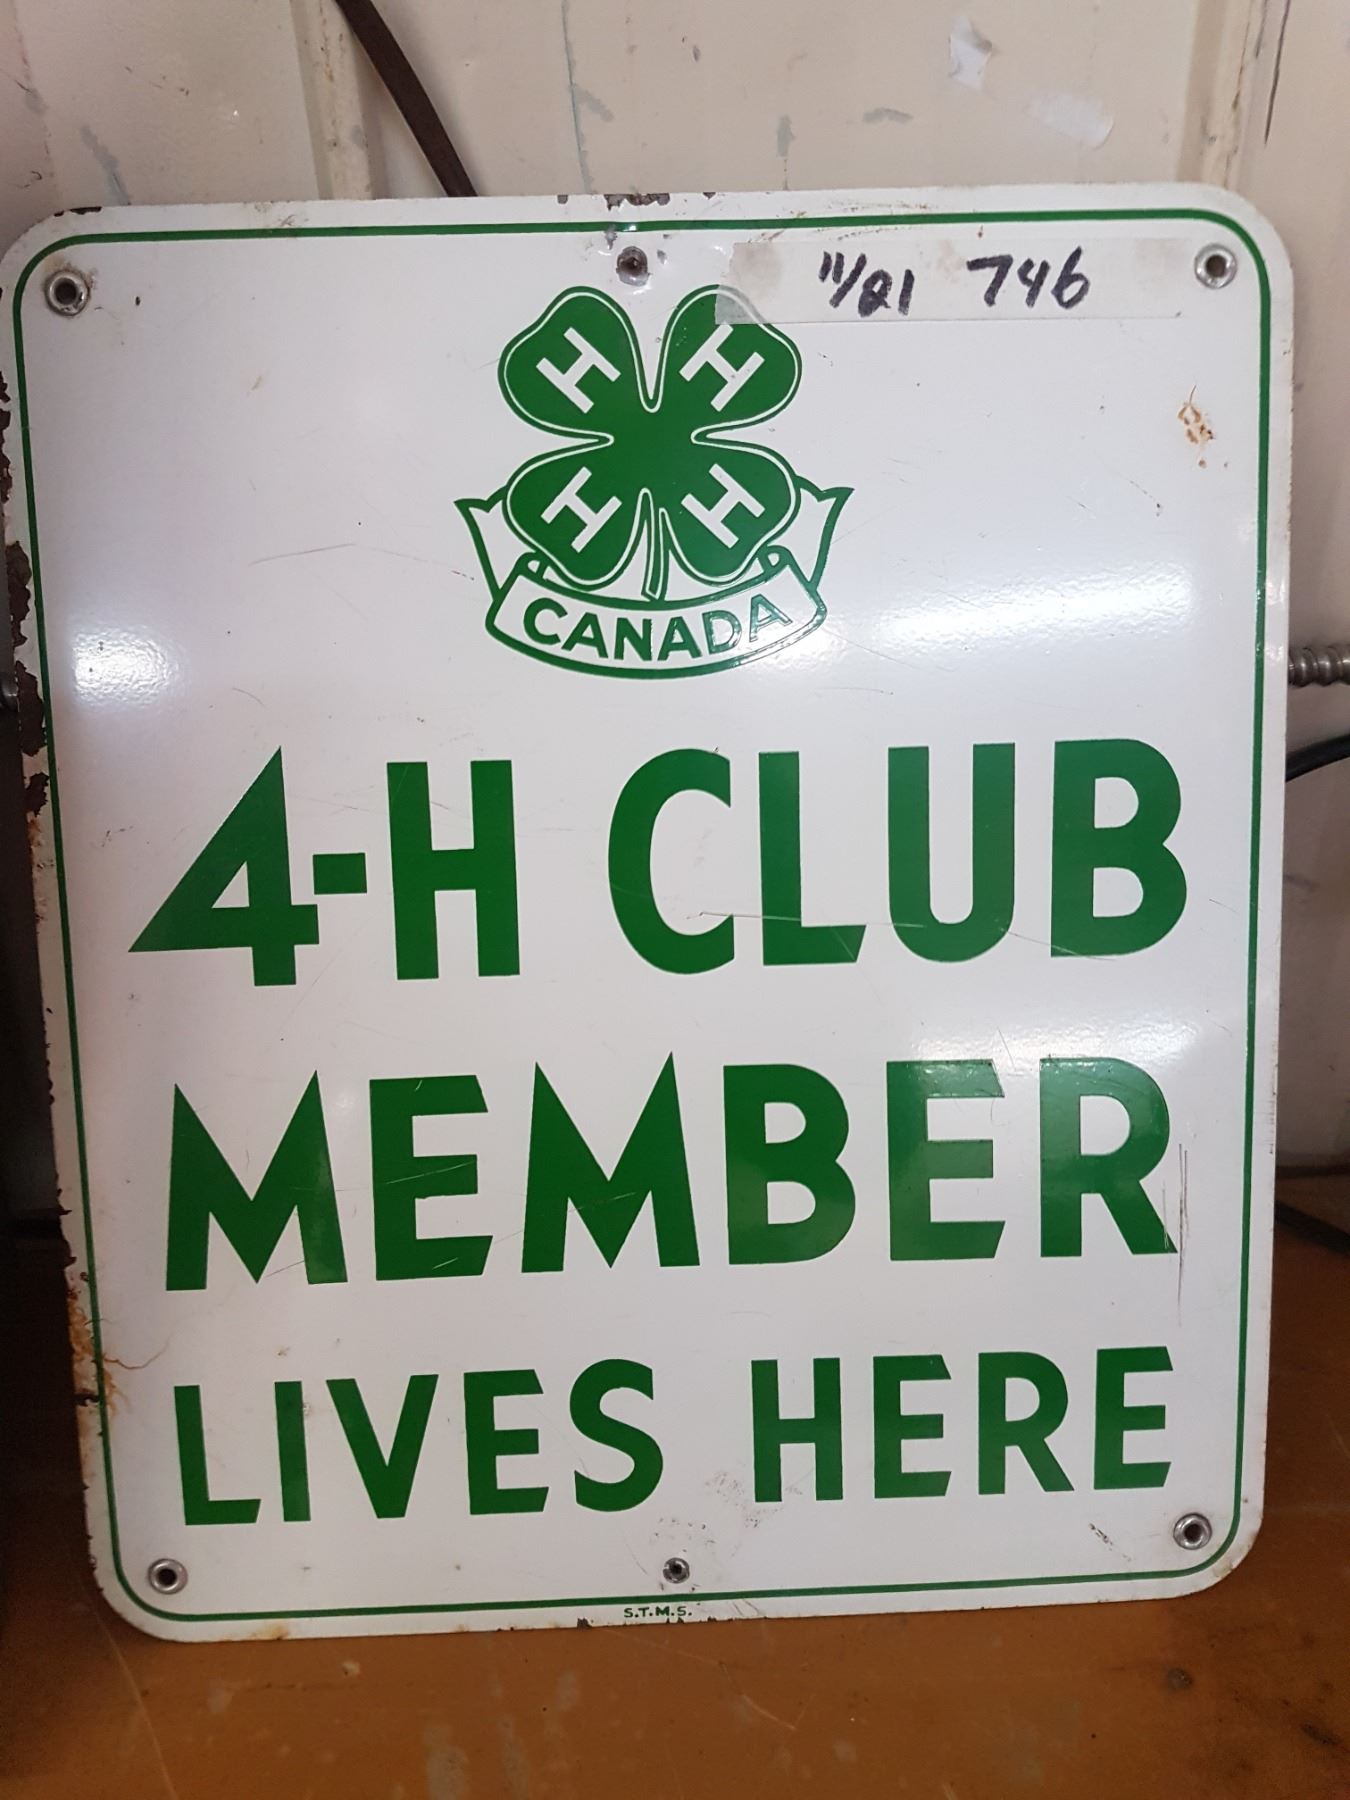 11/21 746
H H
H H
CANADA
4-H CLUB
MEMBER
LIVES HERE
S.T.M.S.